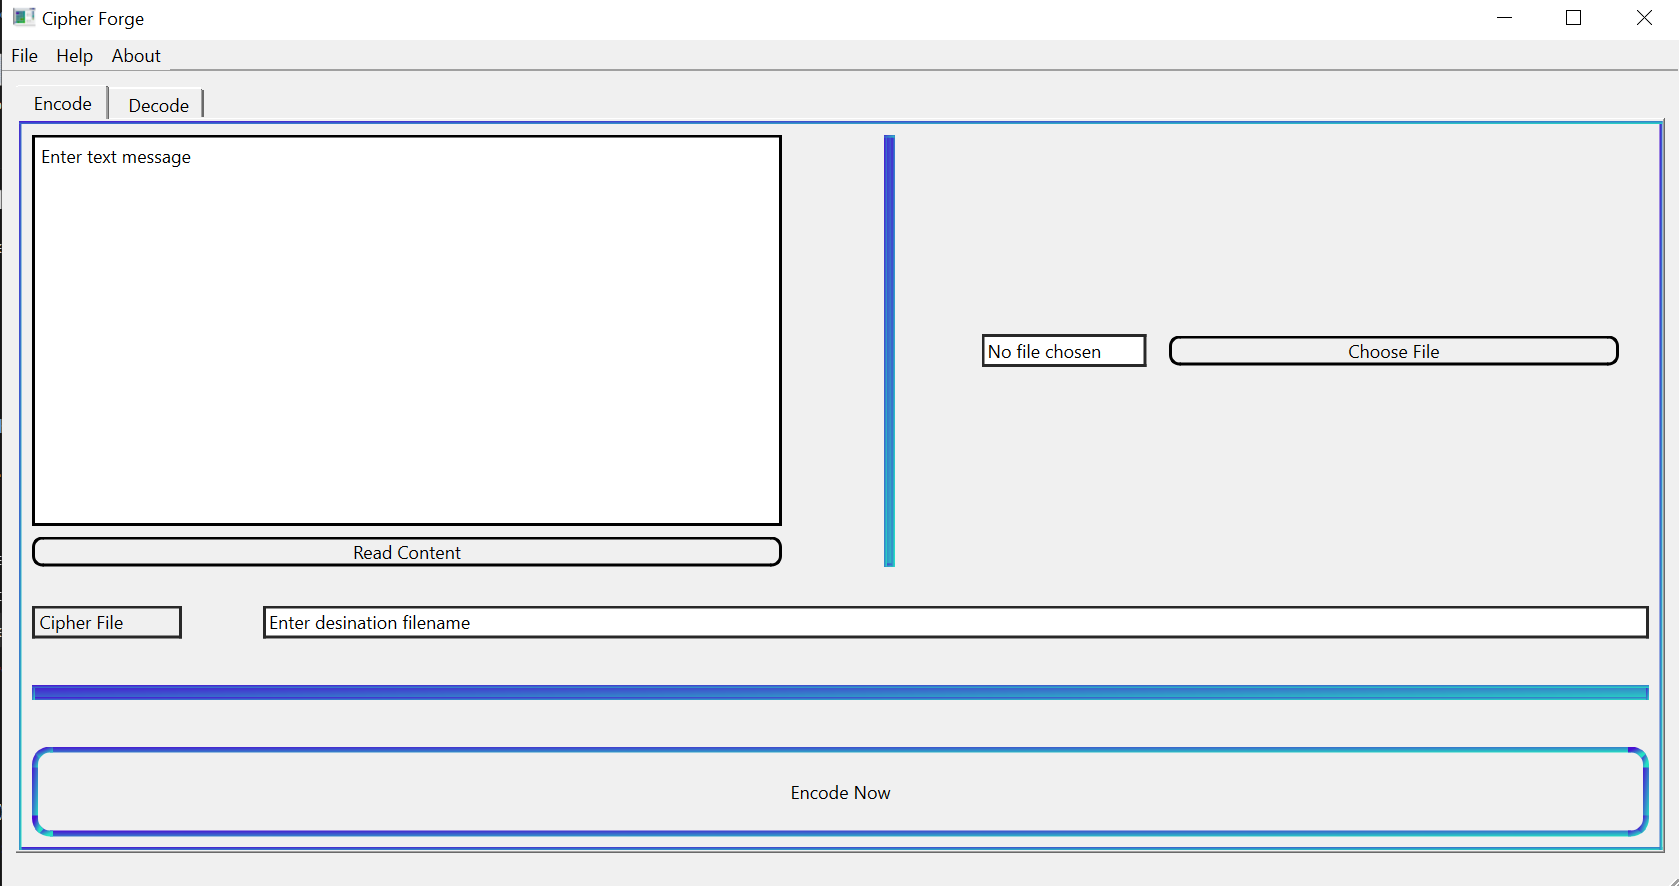 Cipher Forge
File Help About
Encode Decode
Enter text message
No file chosen
Choose File
Read Content
Cipher File
Enter desination filename
Encode Now